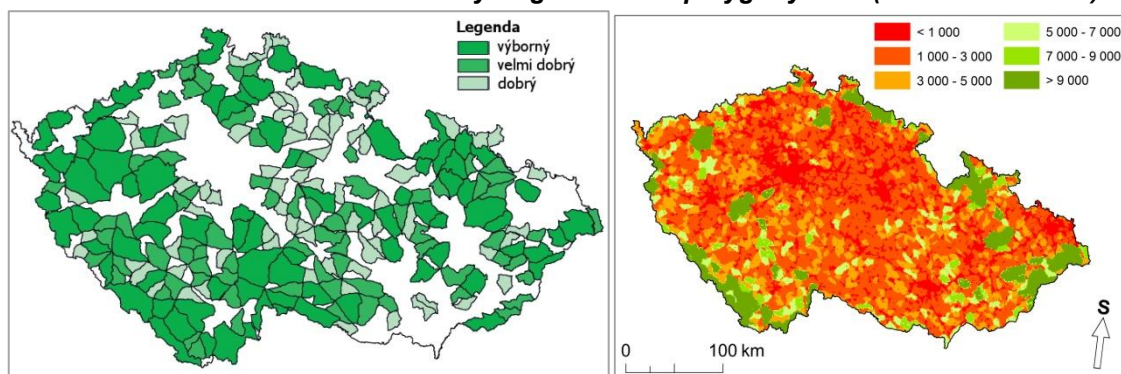 Legenda
výborný
velmi dobrý
dobrý
< 1 000
1 000 - 3 000
3 000 - 5 000
5 000 - 7 000
7 000 - 9 000
> 9 000
S
0 100 km